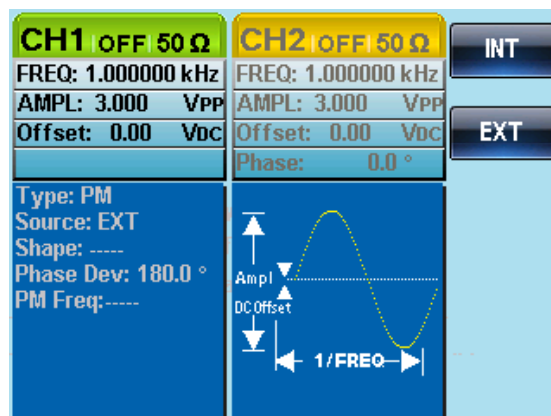 CH1 OFF 50 Ω
FREQ: 1.000000 kHz
AMPL: 3.000 VPP
Offset: 0.00 VDC
CH2 OFF 50 Ω
FREQ: 1.000000 kHz
AMPL: 3.000 VPP
Offset: 0.00 VDC
Phase: 0.0 °
INT
EXT
Type: PM
Source: EXT
Shape: -----
Phase Dev: 180.0 °
PM Freq:-----
Ampl
DC Offset
1/FREQ